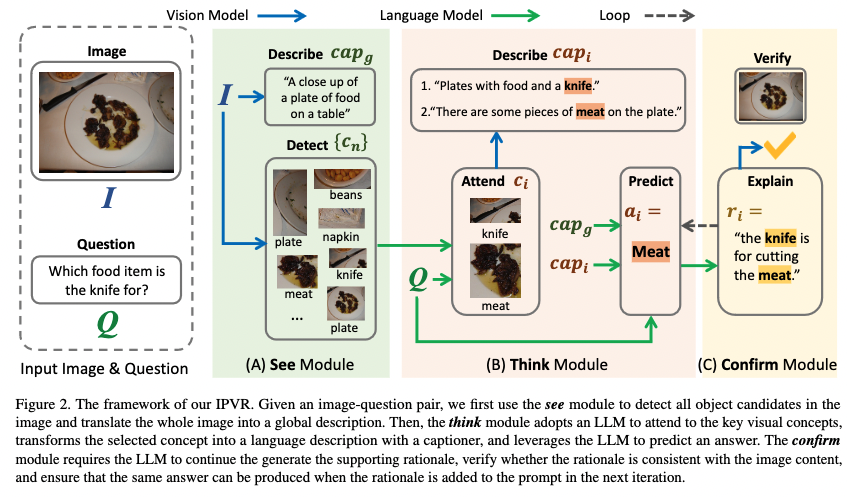 Vision Model
Language Model
Loop
Image
I
Question
Which food item is
the knife for?
Q
Input Image & Question
I
Describe cap_g
"A close up of
a plate of food
on a table"
Detect {c_n}
plate
beans
napkin
knife
meat
plate
...
(A) See Module
Describe cap_i
1. "Plates with food and a knife."
2."There are some pieces of meat on the plate."
Attend c_i
knife
meat
Q
cap_g
cap_i
Predict
a_i =
Meat
(B) Think Module
Verify
Explain
r_i =
"the knife is
for cutting
the meat."
(C) Confirm Module
Figure 2. The framework of our IPVR. Given an image-question pair, we first use the see module to detect all object candidates in the
image and translate the whole image into a global description. Then, the think module adopts an LLM to attend to the key visual concepts,
transforms the selected concept into a language description with a captioner, and leverages the LLM to predict an answer. The confirm
module requires the LLM to continue the generate the supporting rationale, verify whether the rationale is consistent with the image content,
and ensure that the same answer can be produced when the rationale is added to the prompt in the next iteration.